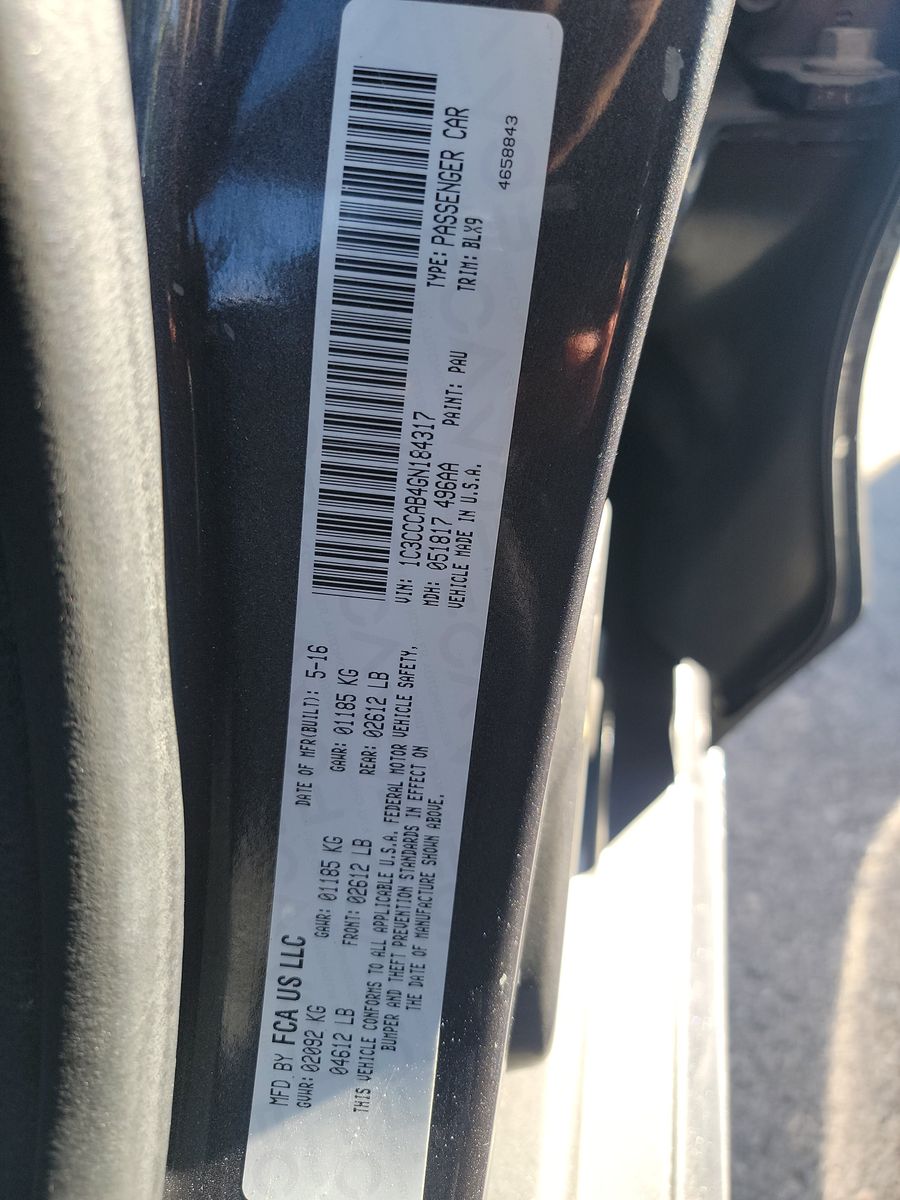 MFD BY FCA US LLC
DATE OF MFR(BUILT): 5-16
GVWR: 02092 KG
GAWR: 01185 KG
GAWR: 01185 KG
04612 LB
FRONT: 02612 LB
REAR: 02612 LB
THIS VEHICLE CONFORMS TO ALL APPLICABLE U.S.A. FEDERAL MOTOR VEHICLE SAFETY,
BUMPER AND THEFT PREVENTION STANDARDS IN EFFECT ON
THE DATE OF MANUFACTURE SHOWN ABOVE.
VIN: 1C3CCCAB4GN184317
TYPE: PASSENGER CAR
MDH: 051817 496AA
PAINT: PAU
TRIM: BLX9
VEHICLE MADE IN U.S.A.
4658843